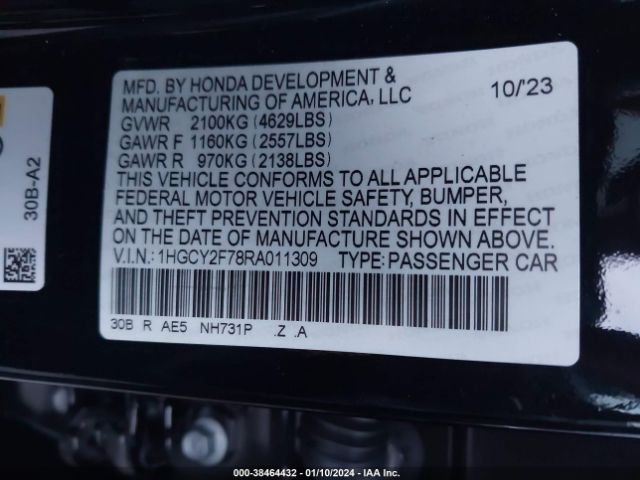 MFD. BY HONDA DEVELOPMENT &
MANUFACTURING OF AMERICA, LLC 10/'23
GVWR 2100KG (4629LBS)
GAWR F 1160KG (2557LBS)
GAWR R 970KG (2138LBS)
THIS VEHICLE CONFORMS TO ALL APPLICABLE
FEDERAL MOTOR VEHICLE SAFETY, BUMPER,
AND THEFT PREVENTION STANDARDS IN EFFECT
ON THE DATE OF MANUFACTURE SHOWN ABOVE.
V.I.N.: 1HGCY2F78RA011309 TYPE: PASSENGER CAR
30B R AE5 NH731P .Z .A
30B-A2
000-38464432 - 01/10/2024 - IAA Inc.